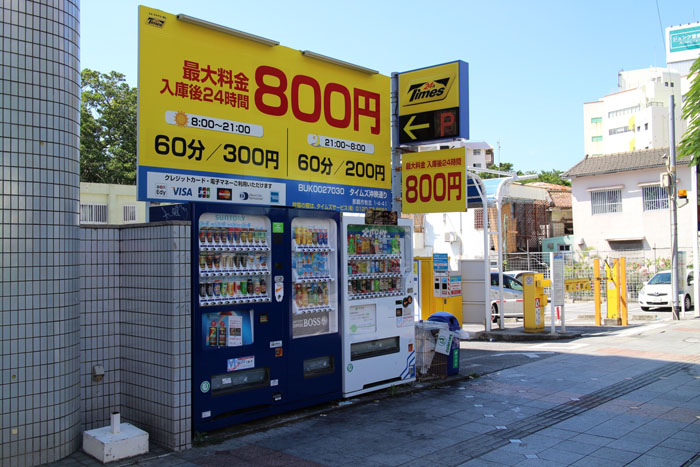 最大料金
入庫後24時間
800円
8:00〜21:00
60分／300円
21:00〜8:00
60分／200円
クレジットカード・電子マネーご利用いただけます
Edy
VISA
BUK0027030
タイムズ沖映通り
24h
Times
P
最大料金
入庫後24時間
800円
SUNTORY
BOSS